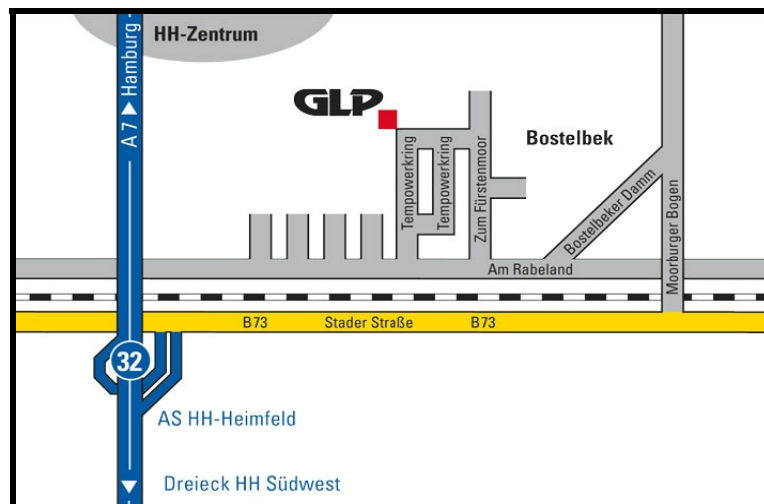 HH-Zentrum
A 7 ▶ Hamburg -
GLP
Bostelbek
Tempowerkring
Tempowerkring
Zum Fürstenmoor
Bostelbeker Damm
Moorburger Bogen
Am Rabeland
B73 Stader Straße B73
32
AS HH-Heimfeld
Dreieck HH Südwest